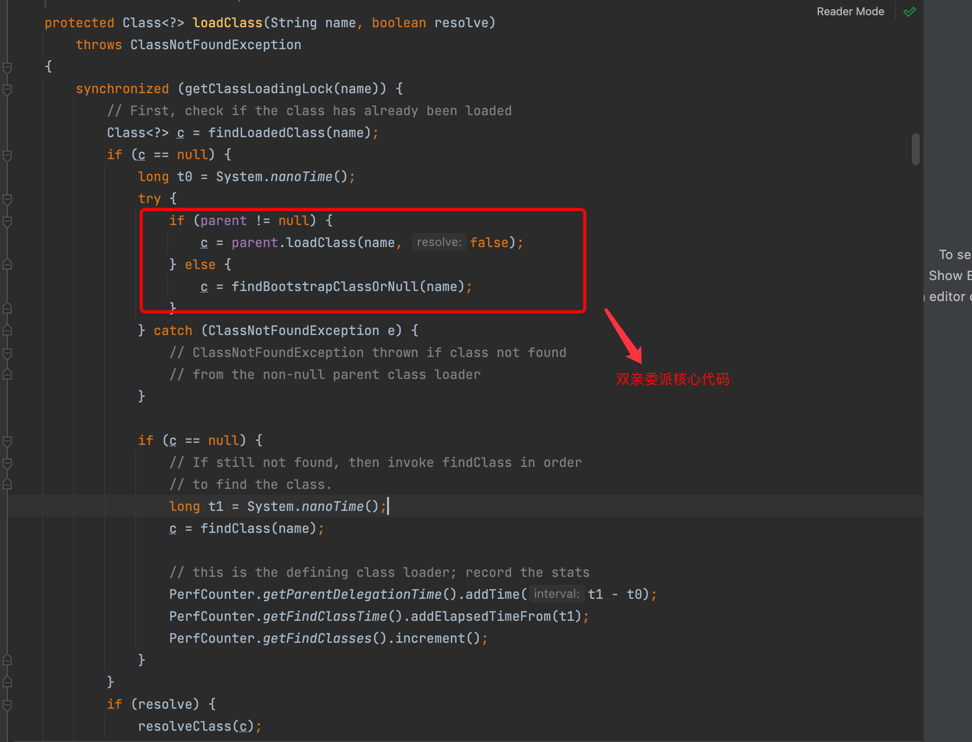 Reader Mode
protected Class<?> loadClass(String name, boolean resolve)
    throws ClassNotFoundException
{
    synchronized (getClassLoadingLock(name)) {
        // First, check if the class has already been loaded
        Class<?> c = findLoadedClass(name);
        if (c == null) {
            long t0 = System.nanoTime();
            try {
                if (parent != null) {
                    c = parent.loadClass(name, resolve: false);
                } else {
                    c = findBootstrapClassOrNull(name);
                }
            } catch (ClassNotFoundException e) {
                // ClassNotFoundException thrown if class not found
                // from the non-null parent class loader
            }
双亲委派核心代码
            if (c == null) {
                // If still not found, then invoke findClass in order
                // to find the class.
                long t1 = System.nanoTime();
                c = findClass(name);
                // this is the defining class loader; record the stats
                PerfCounter.getParentDelegationTime().addTime( interval: t1 - t0);
                PerfCounter.getFindClassTime().addElapsedTimeFrom(t1);
                PerfCounter.getFindClasses().increment();
            }
        }
        if (resolve) {
            resolveClass(c);
To se
Show E
editor